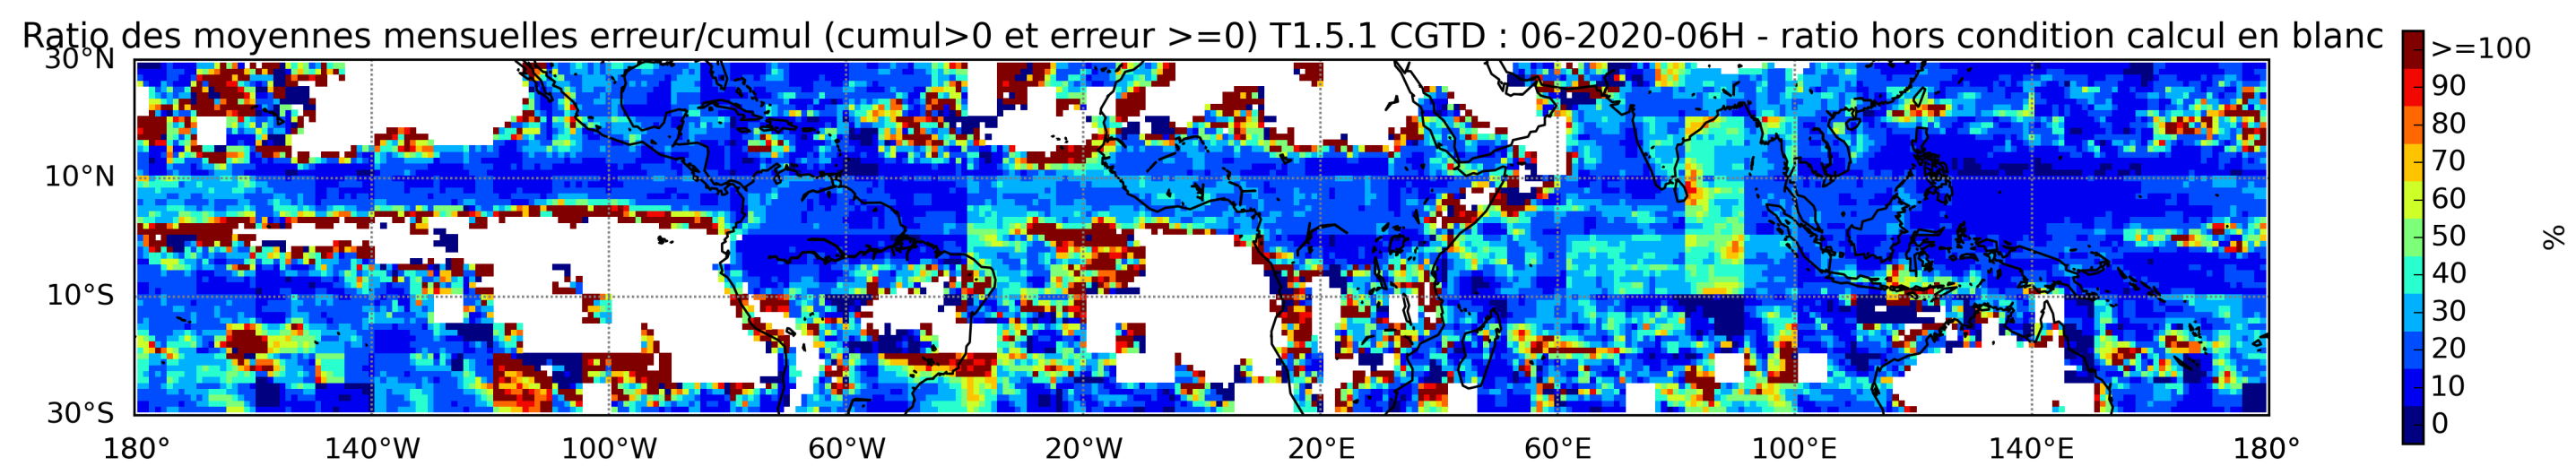 Ratio des moyennes mensuelles erreur/cumul (cumul>0 et erreur >=0) T1.5.1 CGTD : 06-2020-06H - ratio hors condition calcul en blanc
30°N
10°N
10°S
30°S
180° 140°W 100°W 60°W 20°W 20°E 60°E 100°E 140°E 180°
>=100
90
80
70
60
50
40
30
20
10
0
%